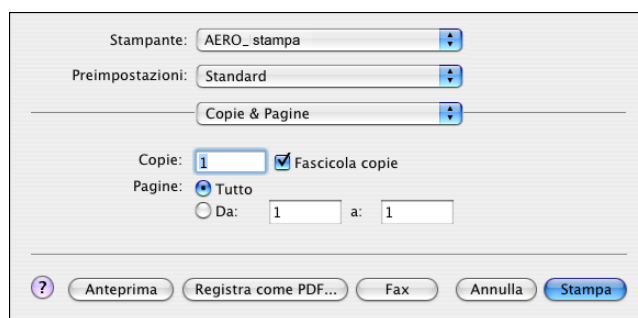 Stampante: AERO_ stampa
Preimpostazioni: Standard
Copie & Pagine
Copie: 1 Fascicola copie
Pagine: Tutto
Da: 1 a: 1
? Anteprima Registra come PDF... Fax Annulla Stampa